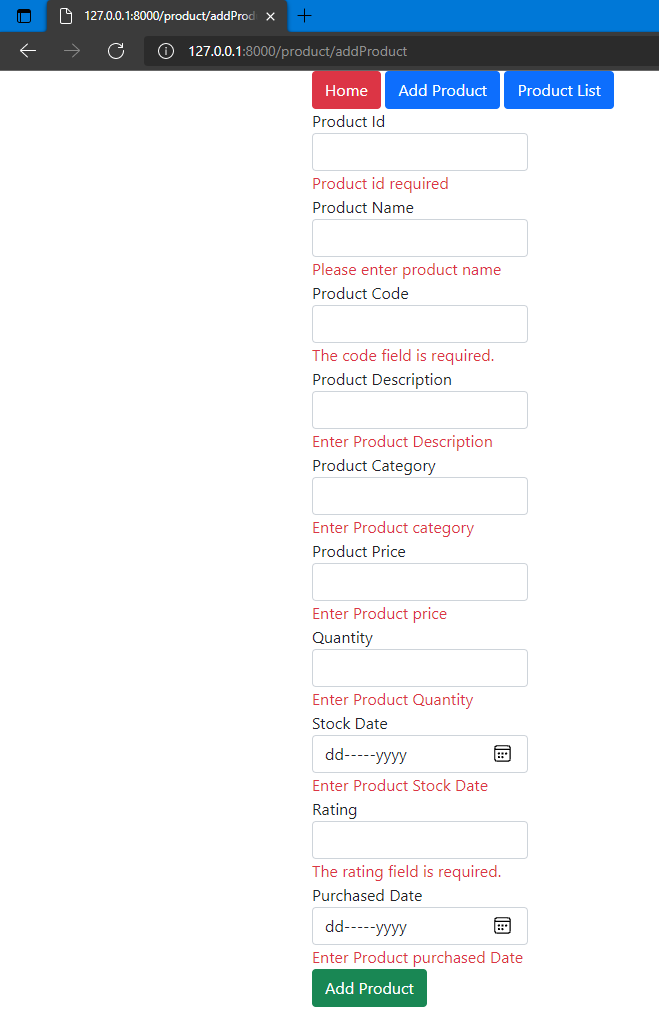 127.0.0.1:8000/product/addProd
127.0.0.1:8000/product/addProduct
Home Add Product Product List
Product Id
Product id required
Product Name
Please enter product name
Product Code
The code field is required.
Product Description
Enter Product Description
Product Category
Enter Product category
Product Price
Enter Product price
Quantity
Enter Product Quantity
Stock Date
dd-----yyyy
Enter Product Stock Date
Rating
The rating field is required.
Purchased Date
dd-----yyyy
Enter Product purchased Date
Add Product